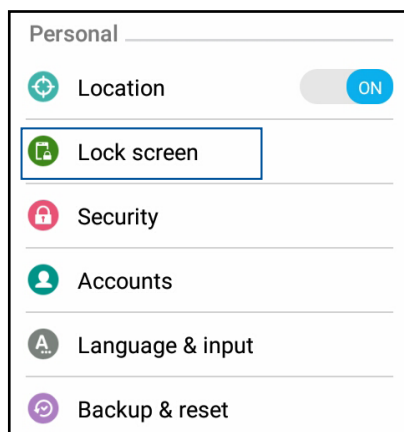 Personal
Location ON
Lock screen
Security
Accounts
A... Language & input
Backup & reset